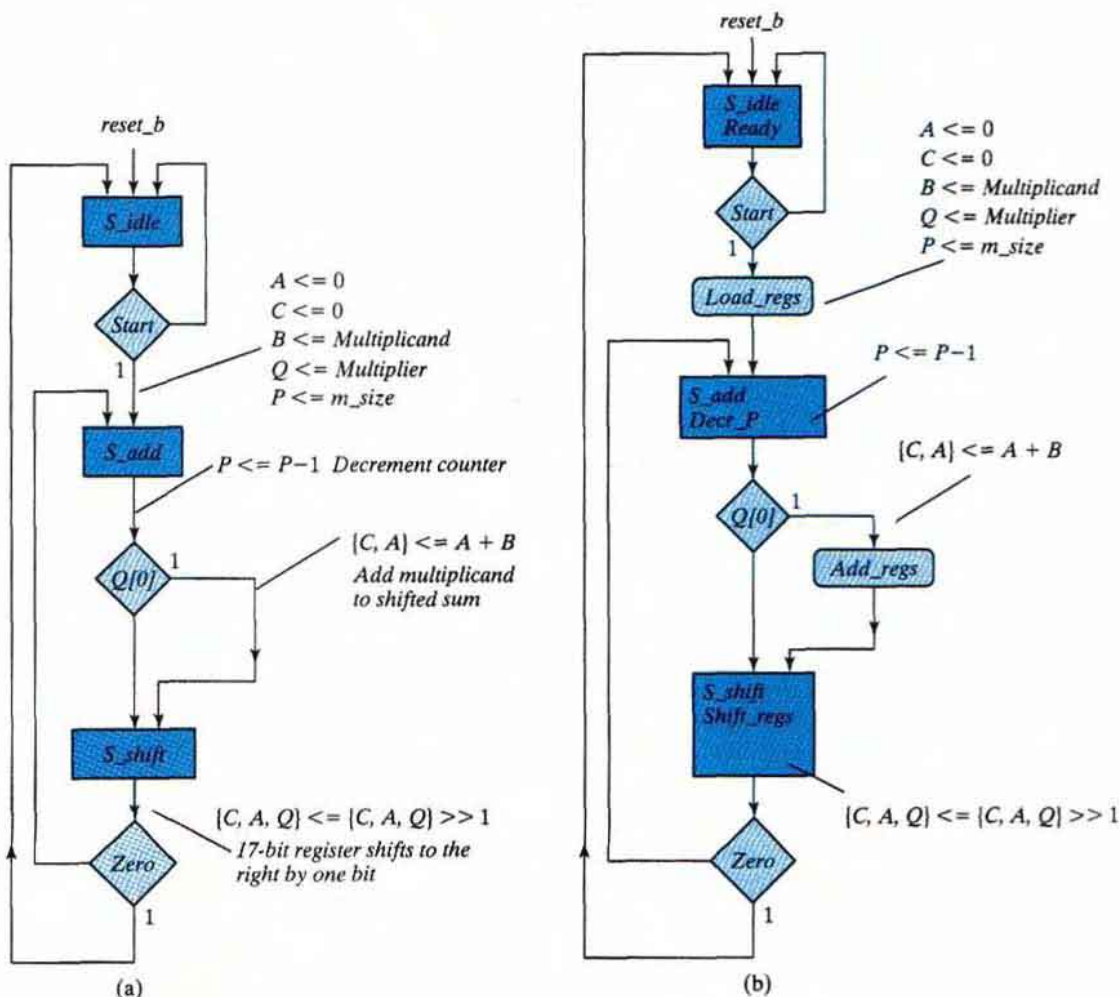 reset_b
S_idle
Start
1
A <= 0
C <= 0
B <= Multiplicand
Q <= Multiplier
P <= m_size
S_add
P <= P−1 Decrement counter
Q[0]
1
{C, A} <= A + B
Add multiplicand
to shifted sum
S_shift
{C, A, Q} <= {C, A, Q} >> 1
17-bit register shifts to the
right by one bit
Zero
1
(a)
reset_b
S_idle
Ready
Start
1
A <= 0
C <= 0
B <= Multiplicand
Q <= Multiplier
P <= m_size
Load_regs
P <= P−1
S_add
Decr_P
{C, A} <= A + B
Q[0]
1
Add_regs
S_shift
Shift_regs
{C, A, Q} <= {C, A, Q} >> 1
Zero
1
(b)